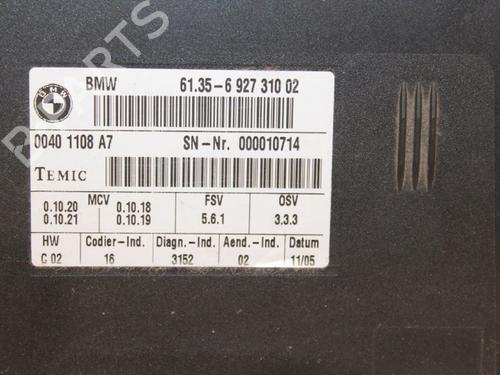 BMW 61.35-6 927 310 02
0040 1108 A7 SN-Nr. 000010714
TEMIC
MCV FSV OSV
0.10.20 0.10.18
0.10.21 0.10.19 5.6.1 3.3.3
HW Codier-Ind. Diagn.-Ind. Aend.-Ind. Datum
C 02 16 3152 02 11/05
BMW
PARTS